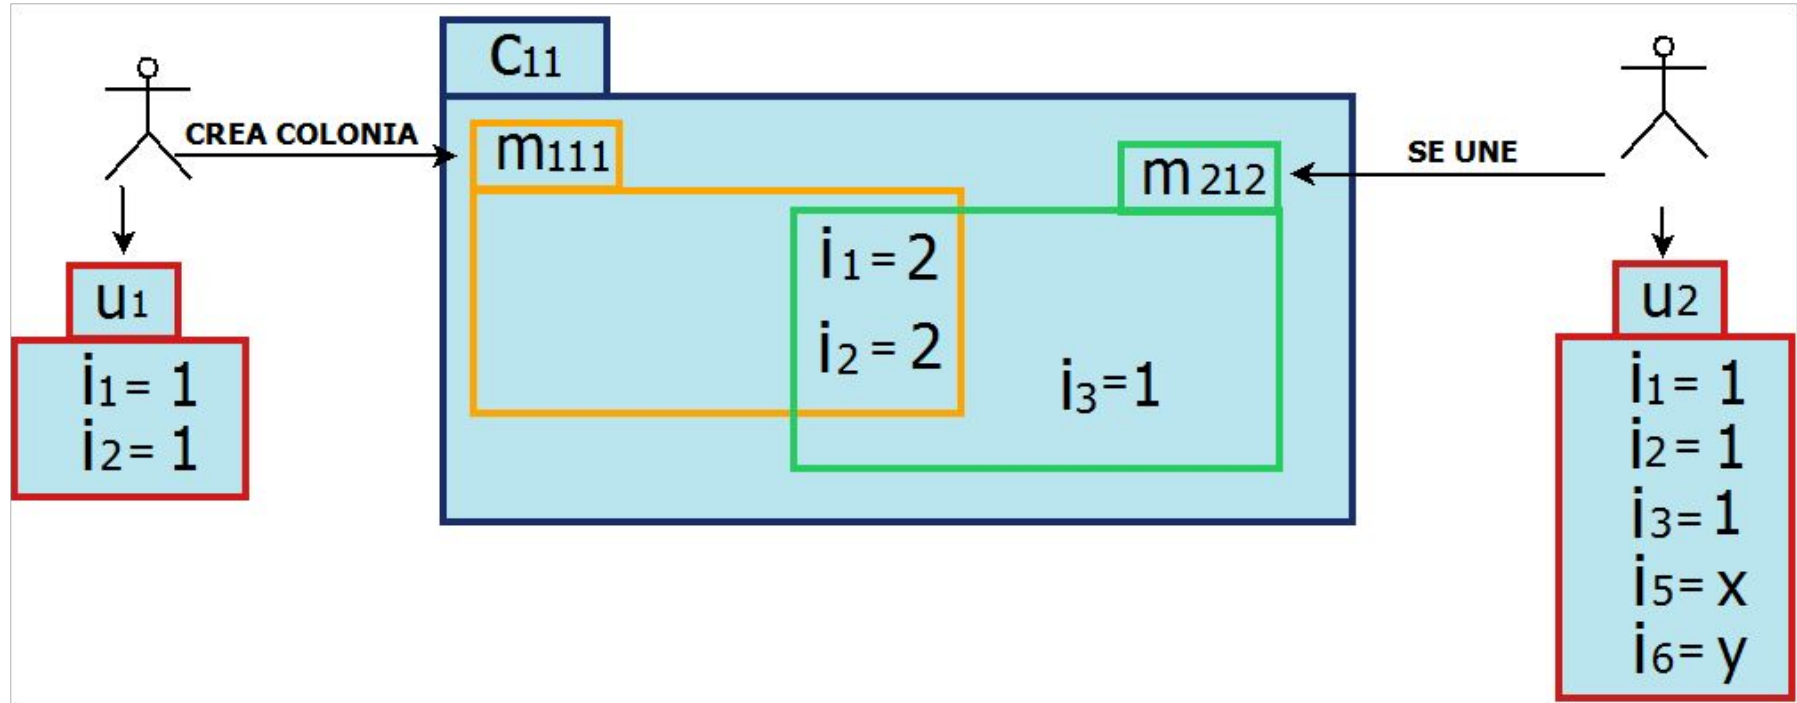 C11
CREA COLONIA
m111
m 212
SE UNE
i1 = 2
i2 = 2
i3=1
u1
i1= 1
i2= 1
u2
i1= 1
i2= 1
i3= 1
i5= x
i6= y